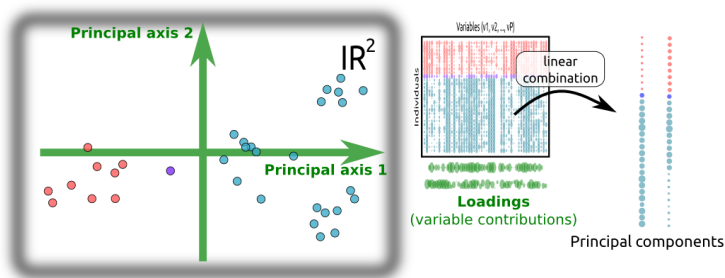 Principal axis 2
IR²
Principal axis 1
Variables (v1, v2, ..., vP)
Individuals
linear
combination
Loadings
(variable contributions)
Principal components